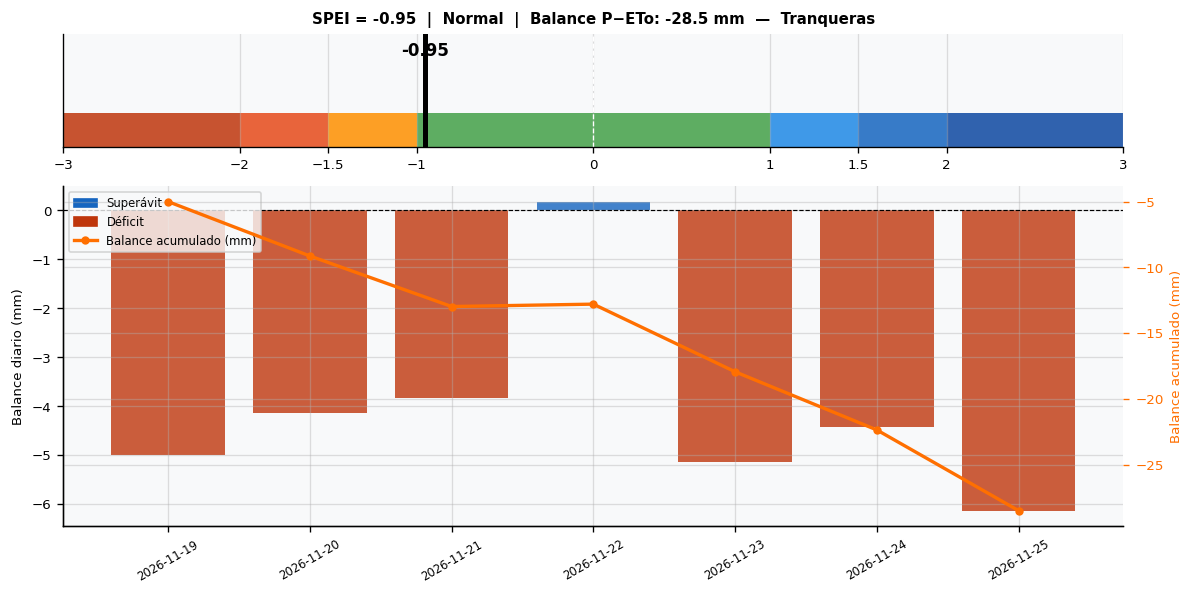 SPEI = -0.95  |  Normal  |  Balance P−ETo: -28.5 mm  —  Tranqueras
-0.95
−3 −2 −1.5 −1 0 1 1.5 2 3
Superávit
Déficit
Balance acumulado (mm)
Balance diario (mm)
0
−1
−2
−3
−4
−5
−6
−5
−10
−15
−20
−25
Balance acumulado (mm)
2026-11-19 2026-11-20 2026-11-21 2026-11-22 2026-11-23 2026-11-24 2026-11-25